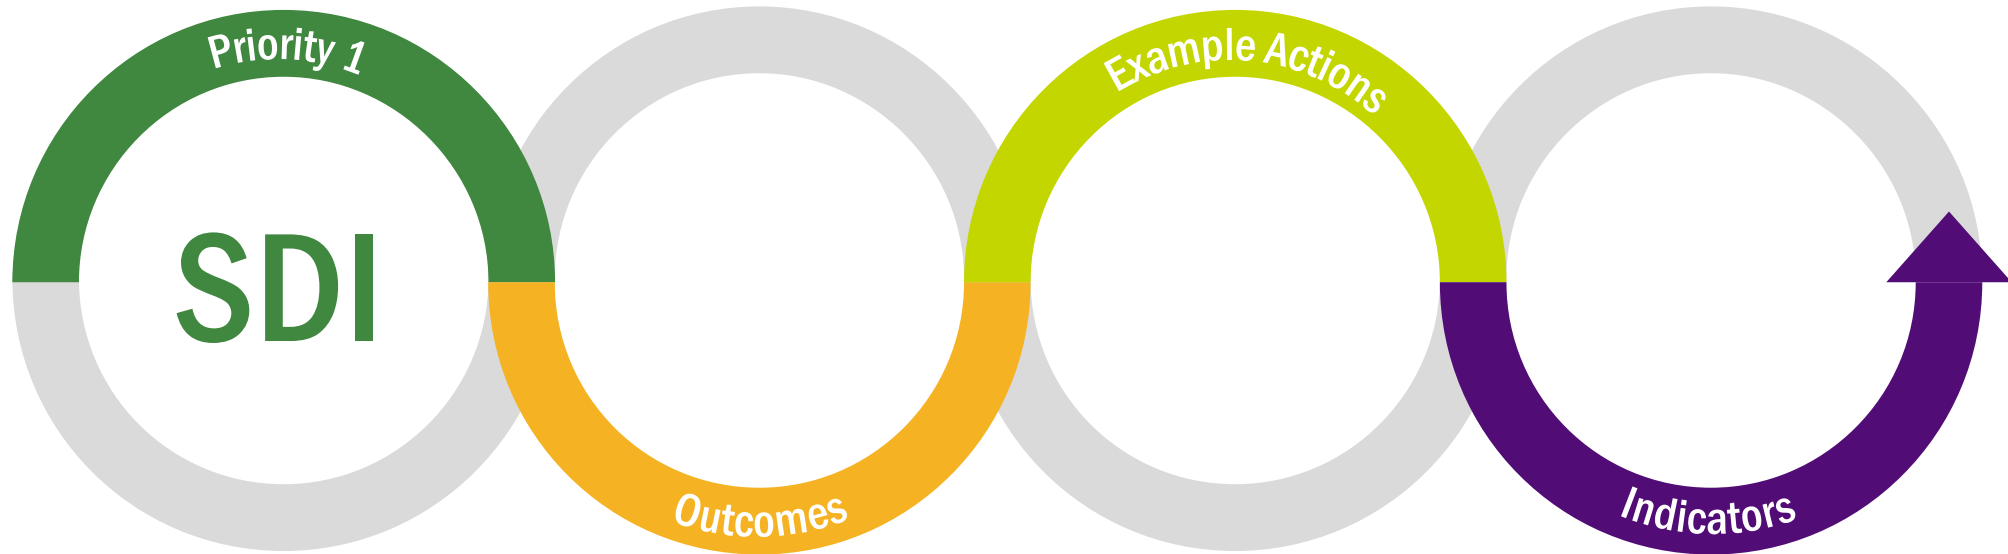 Priority 1
SDI
Outcomes
Example Actions
Indicators